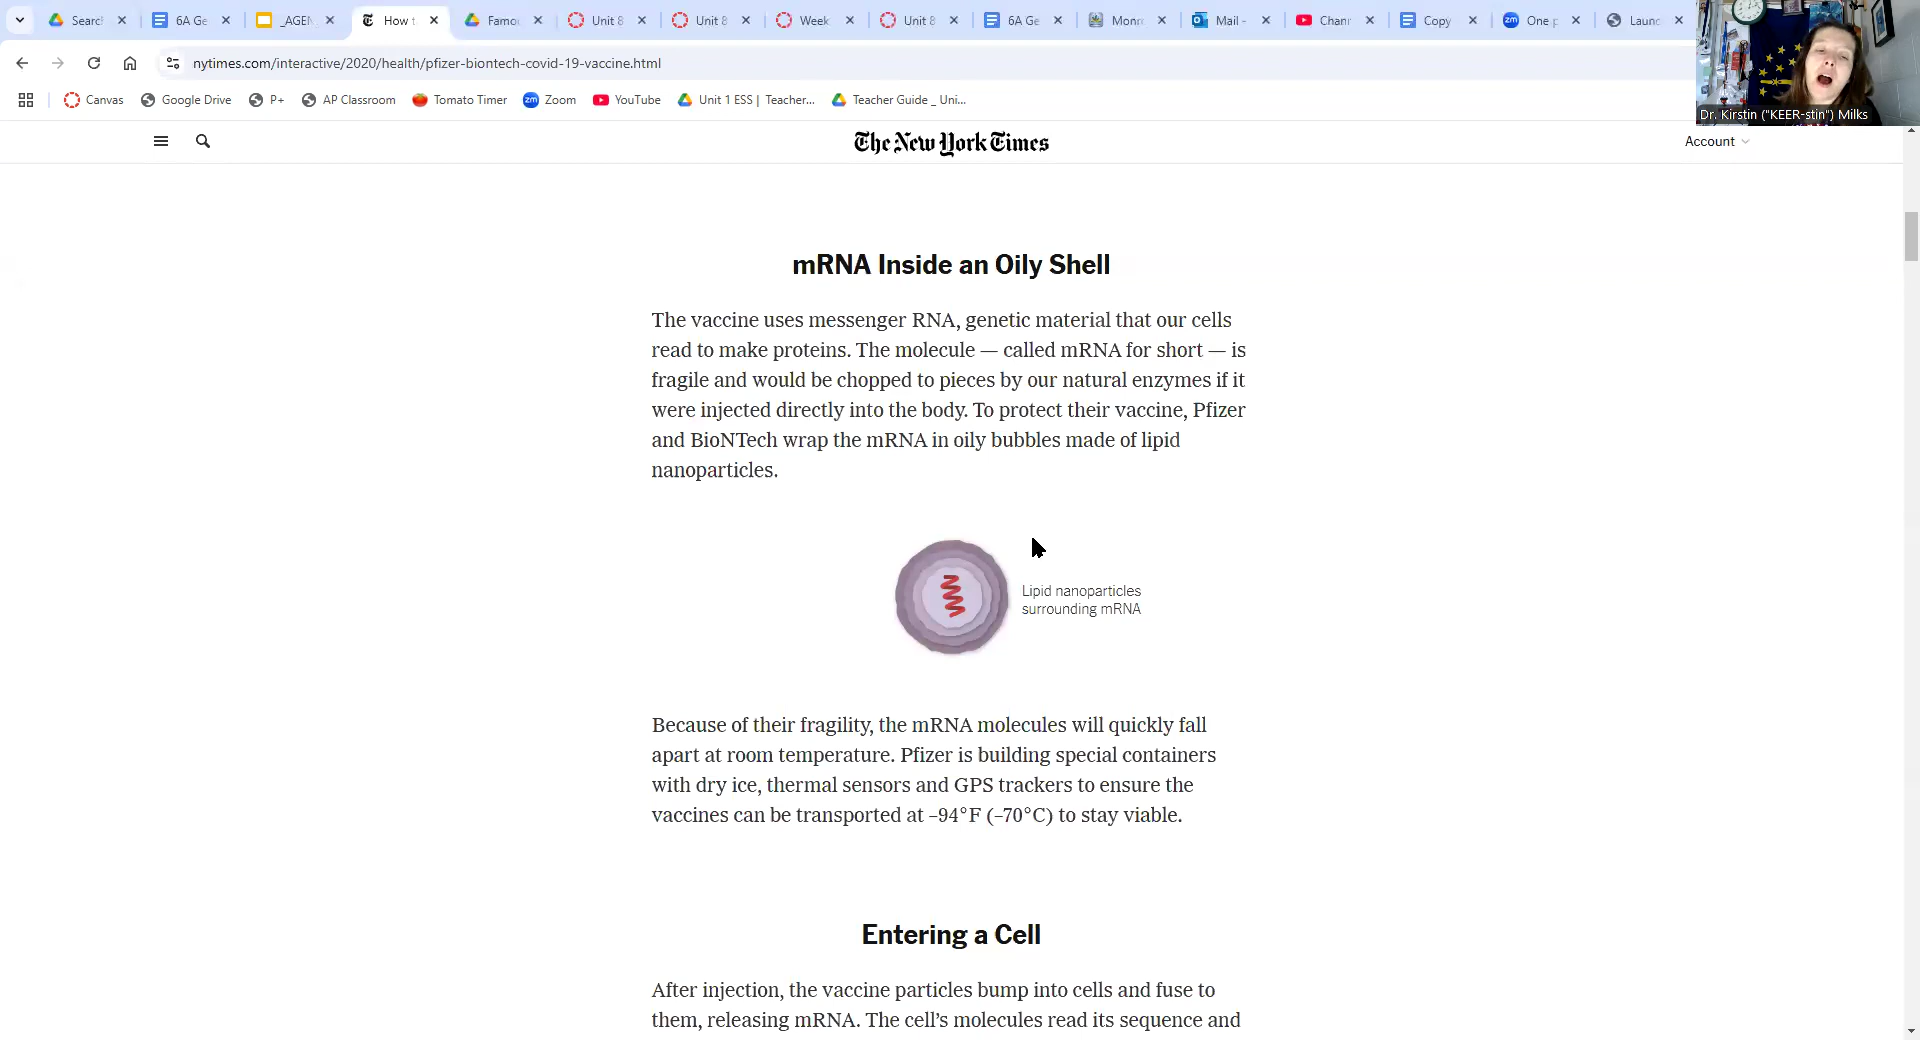 Searc
6A Ge
_AGEN
How t
Famou
Unit 8
Unit 8
Week
Unit 8
6A Ge
Monr
Mail -
Chann
Copy
One p
Launc
nytimes.com/interactive/2020/health/pfizer-biontech-covid-19-vaccine.html
Canvas
Google Drive
P+
AP Classroom
Tomato Timer
Zoom
YouTube
Unit 1 ESS | Teacher...
Teacher Guide _ Uni...
Dr. Kirstin ("KEER-stin") Milks
The New York Times
Account
mRNA Inside an Oily Shell
The vaccine uses messenger RNA, genetic material that our cells
read to make proteins. The molecule — called mRNA for short — is
fragile and would be chopped to pieces by our natural enzymes if it
were injected directly into the body. To protect their vaccine, Pfizer
and BioNTech wrap the mRNA in oily bubbles made of lipid
nanoparticles.
Lipid nanoparticles
surrounding mRNA
Because of their fragility, the mRNA molecules will quickly fall
apart at room temperature. Pfizer is building special containers
with dry ice, thermal sensors and GPS trackers to ensure the
vaccines can be transported at –94°F (–70°C) to stay viable.
Entering a Cell
After injection, the vaccine particles bump into cells and fuse to
them, releasing mRNA. The cell’s molecules read its sequence and